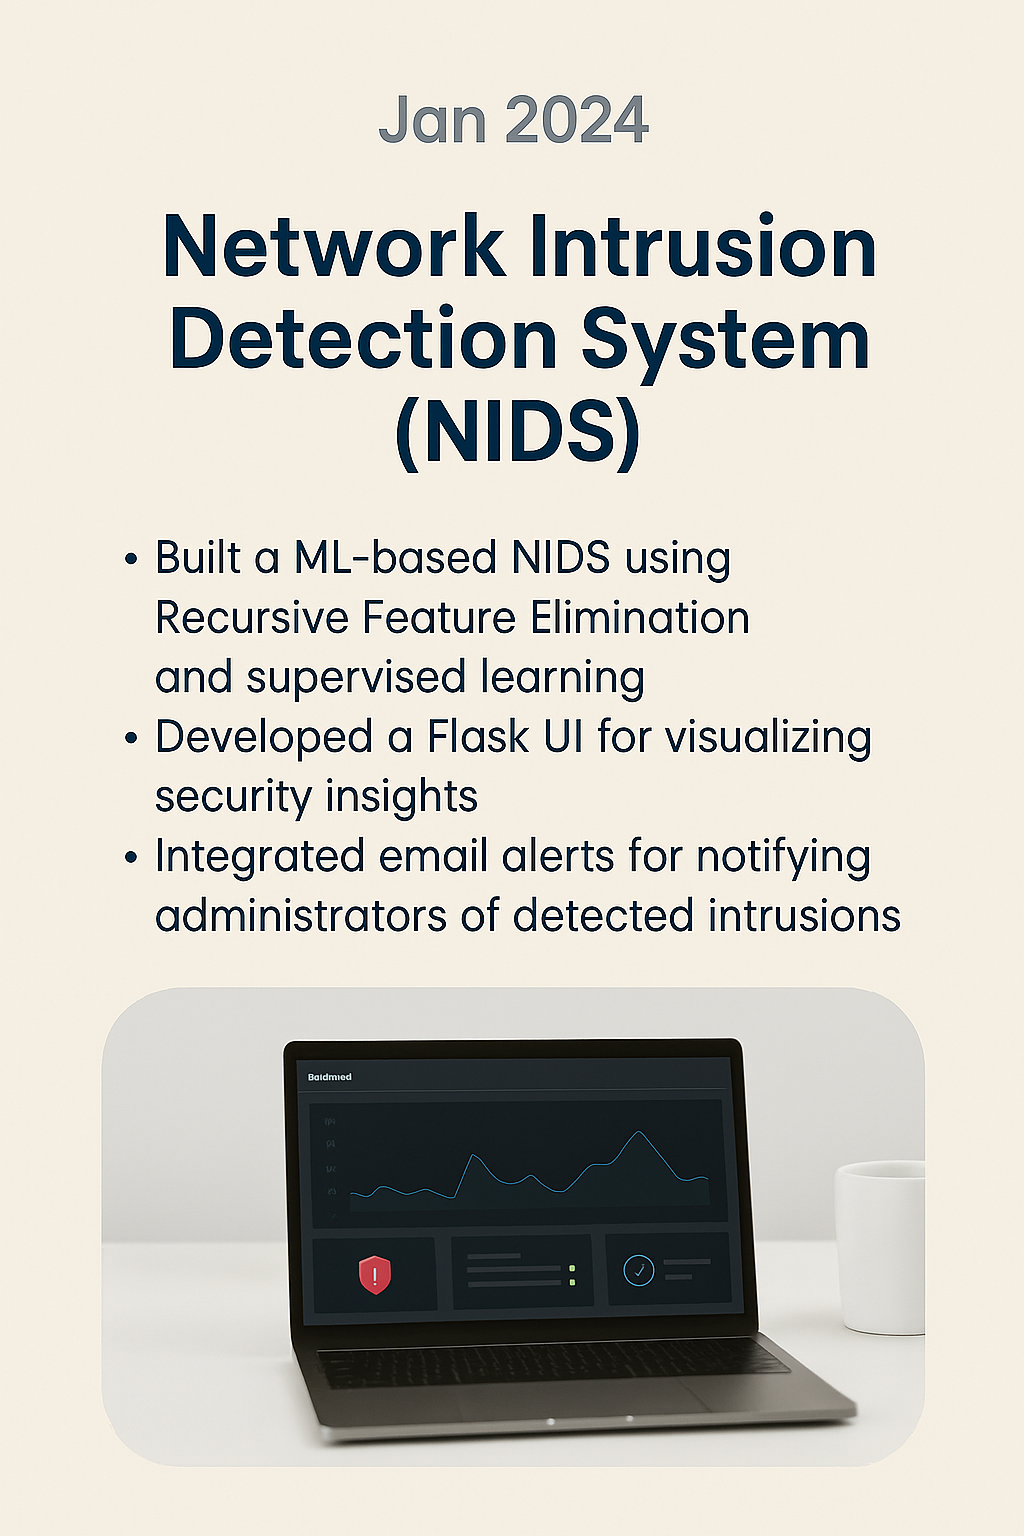 Jan 2024
Network Intrusion
Detection System
(NIDS)
• Built a ML-based NIDS using
Recursive Feature Elimination
and supervised learning
• Developed a Flask UI for visualizing
security insights
• Integrated email alerts for notifying
administrators of detected intrusions